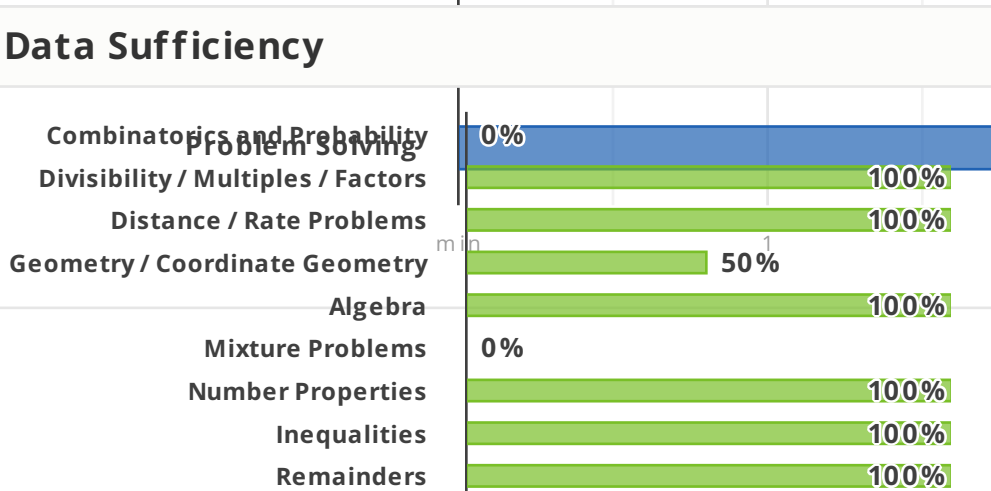 Data Sufficiency
Combinatorics and Probability 0%
Problem Solving
Divisibility / Multiples / Factors 100%
Distance / Rate Problems 100%
min 1
Geometry / Coordinate Geometry 50%
Algebra 100%
Mixture Problems 0%
Number Properties 100%
Inequalities 100%
Remainders 100%